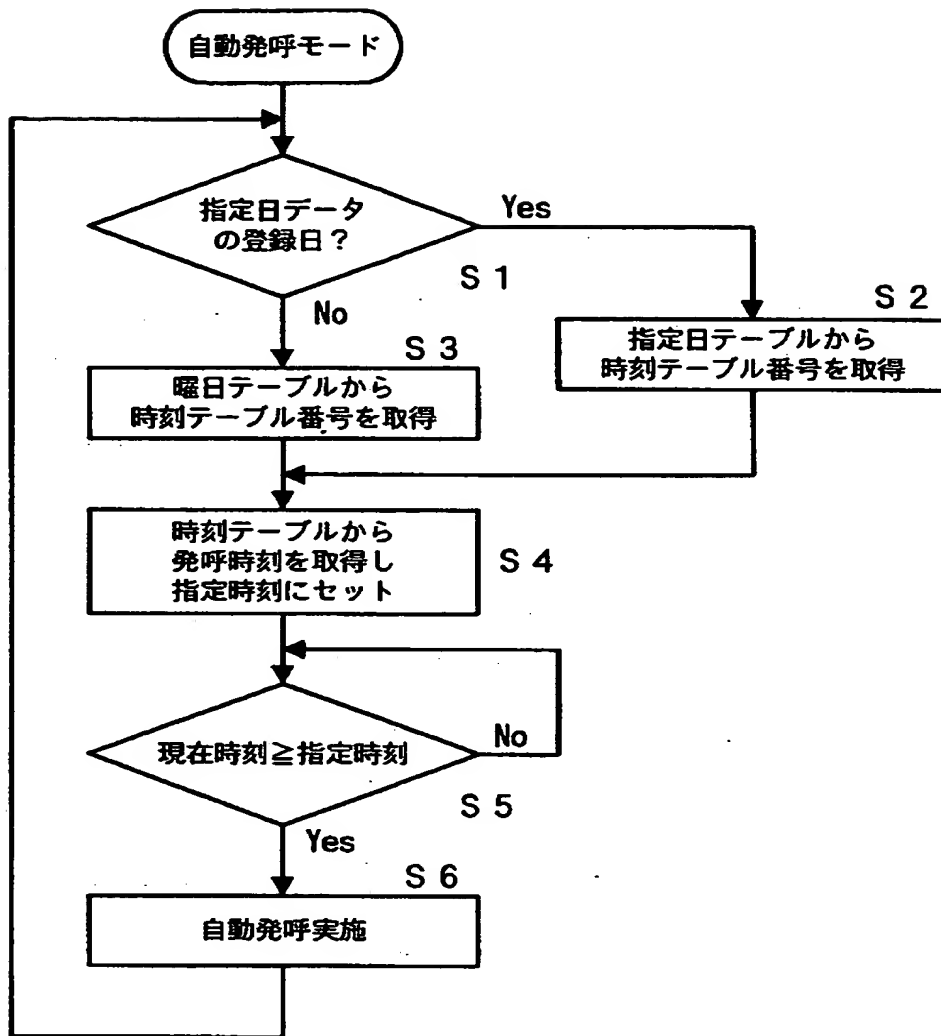 自動発呼モード
指定日データ
の登録日？
Yes
S 1
No
S 2
指定日テーブルから
時刻テーブル番号を取得
S 3
曜日テーブルから
時刻テーブル番号を取得
時刻テーブルから
発呼時刻を取得し
指定時刻にセット
S 4
現在時刻≧指定時刻
No
S 5
Yes
S 6
自動発呼実施